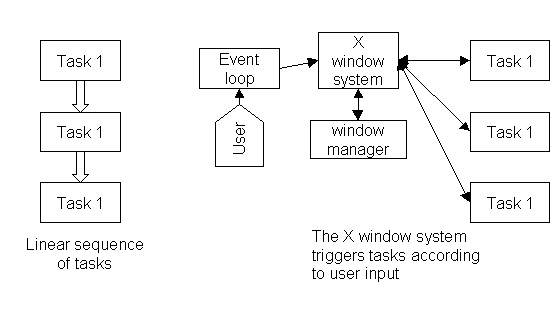 Task 1
Task 1
Task 1
Linear sequence
of tasks
Event
loop
User
X
window
system
window
manager
Task 1
Task 1
Task 1
The X window system
triggers tasks according
to user input